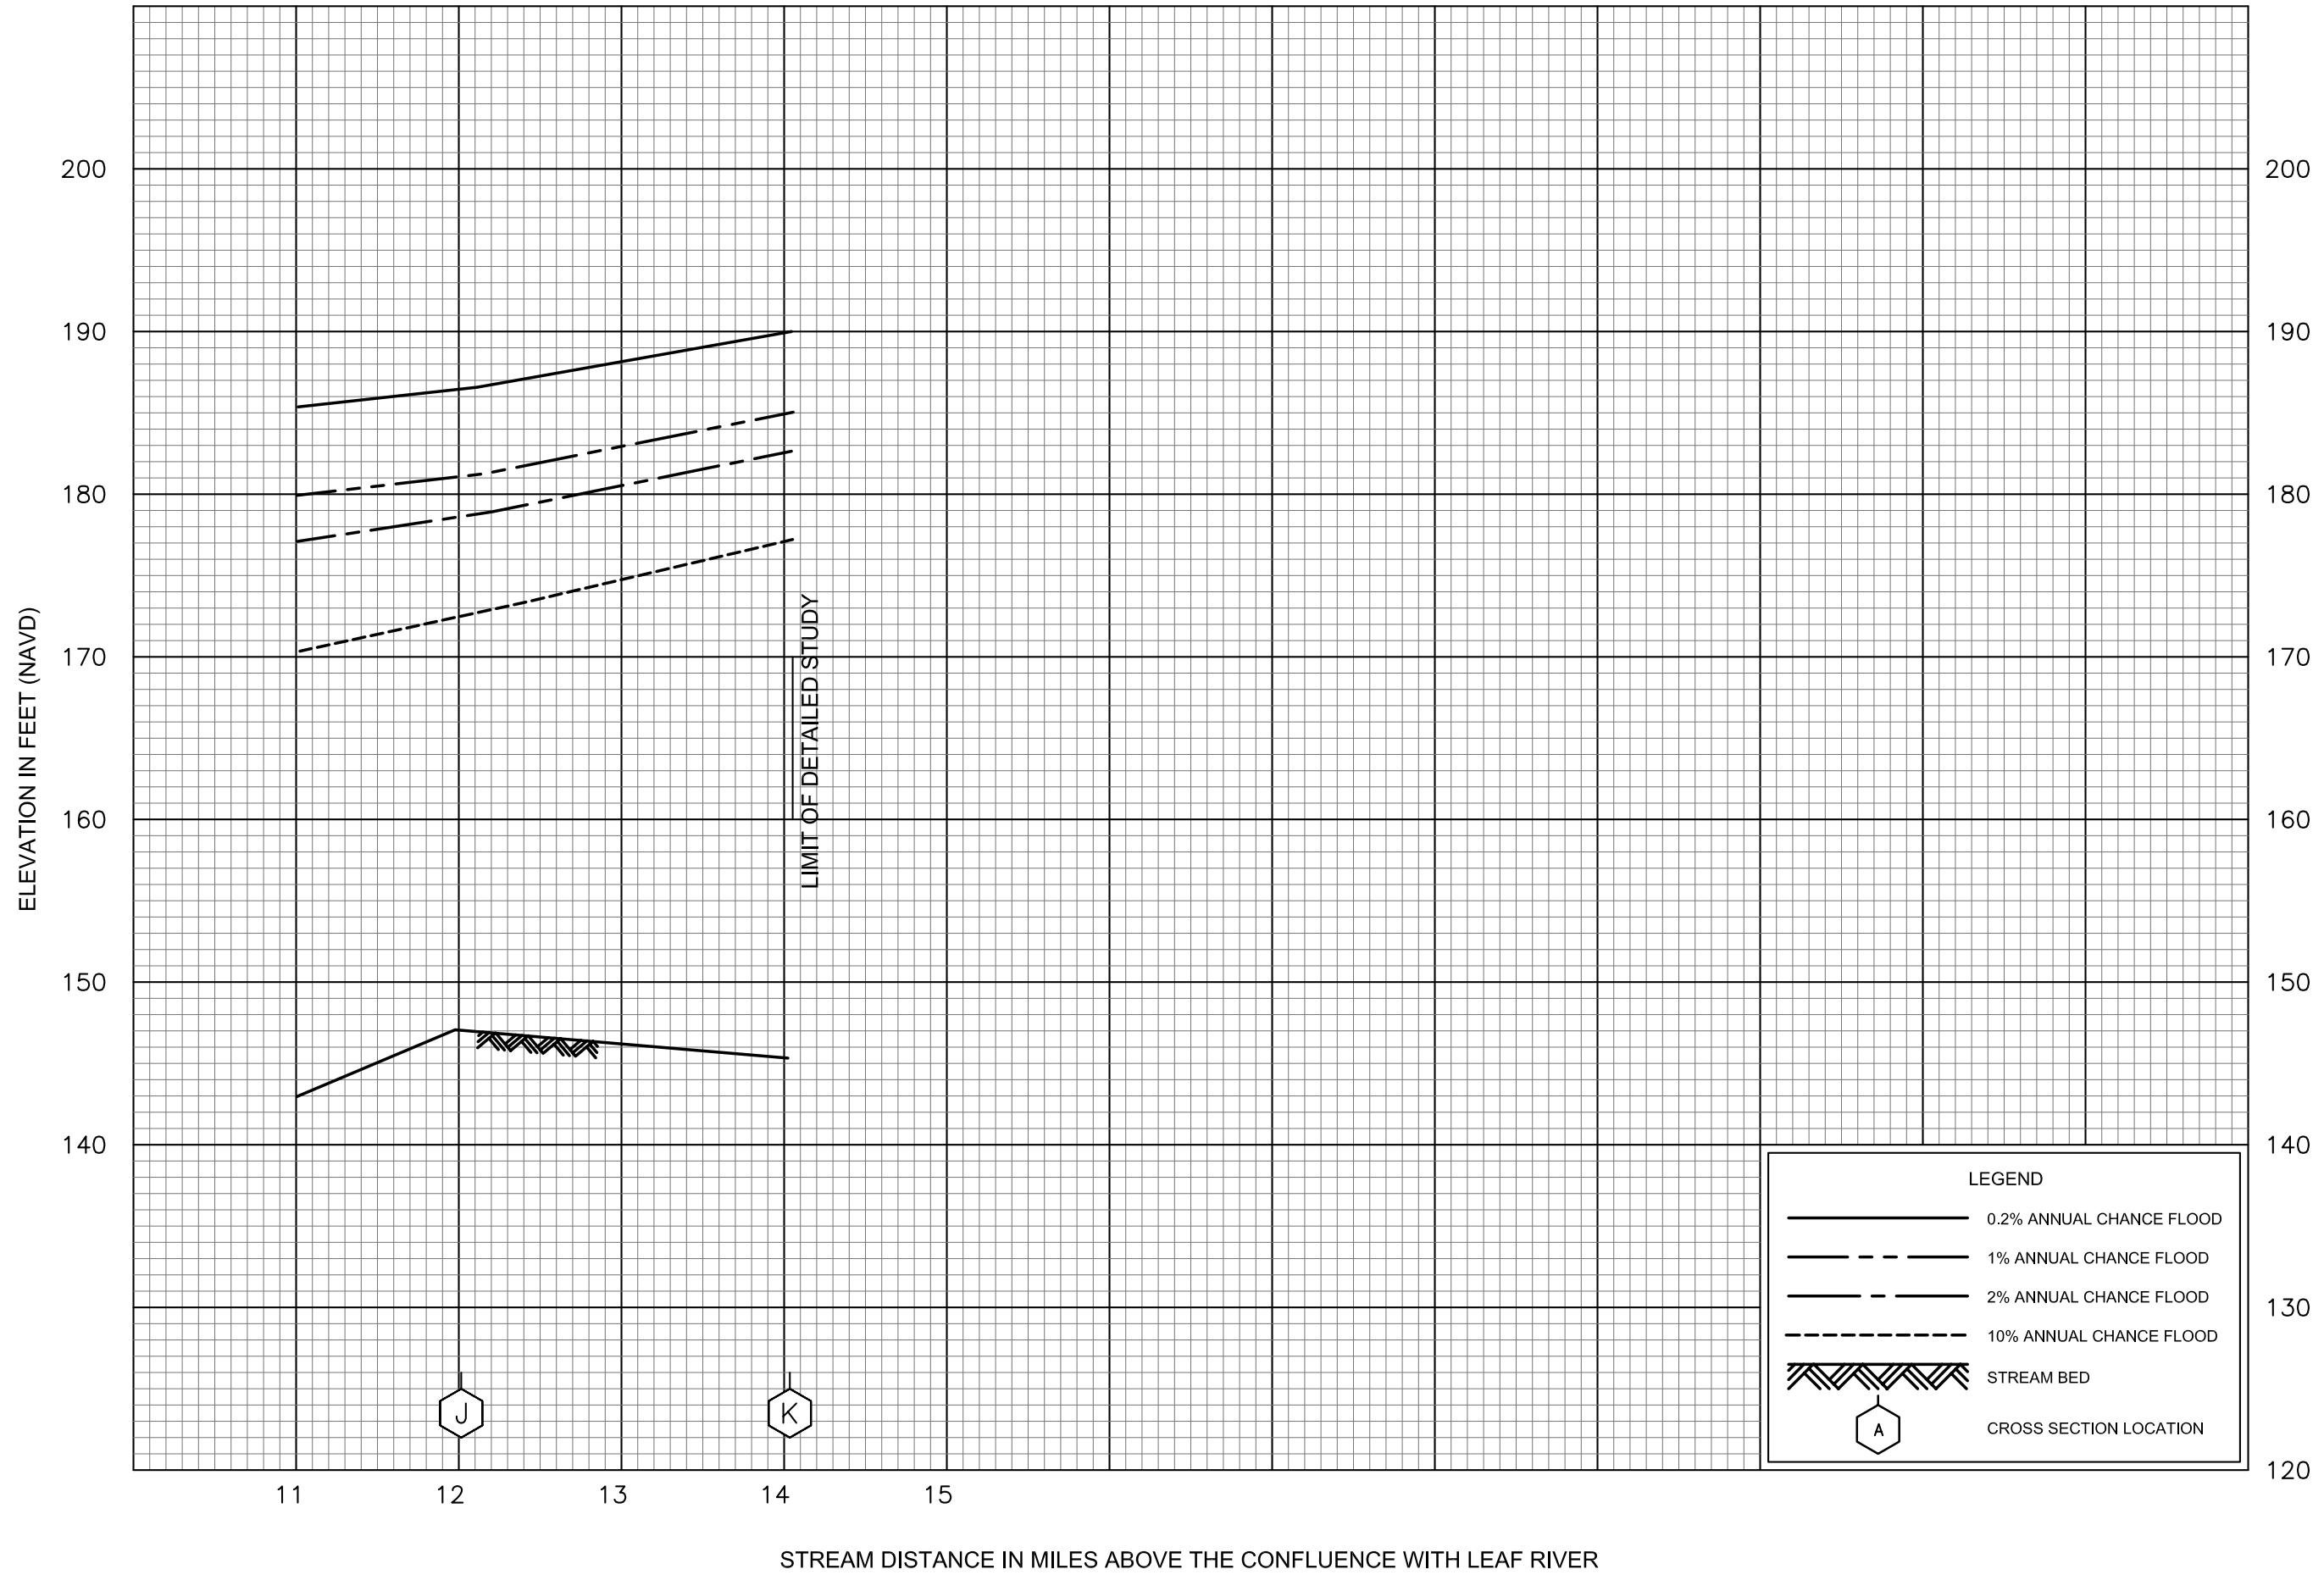 200
200
190
190
180
180
170
170
160
160
150
150
140
140
130
120
ELEVATION IN FEET (NAVD)
LIMIT OF DETAILED STUDY
J
K
LEGEND
0.2% ANNUAL CHANCE FLOOD
1% ANNUAL CHANCE FLOOD
2% ANNUAL CHANCE FLOOD
10% ANNUAL CHANCE FLOOD
STREAM BED
A
CROSS SECTION LOCATION
11 12 13 14 15
STREAM DISTANCE IN MILES ABOVE THE CONFLUENCE WITH LEAF RIVER